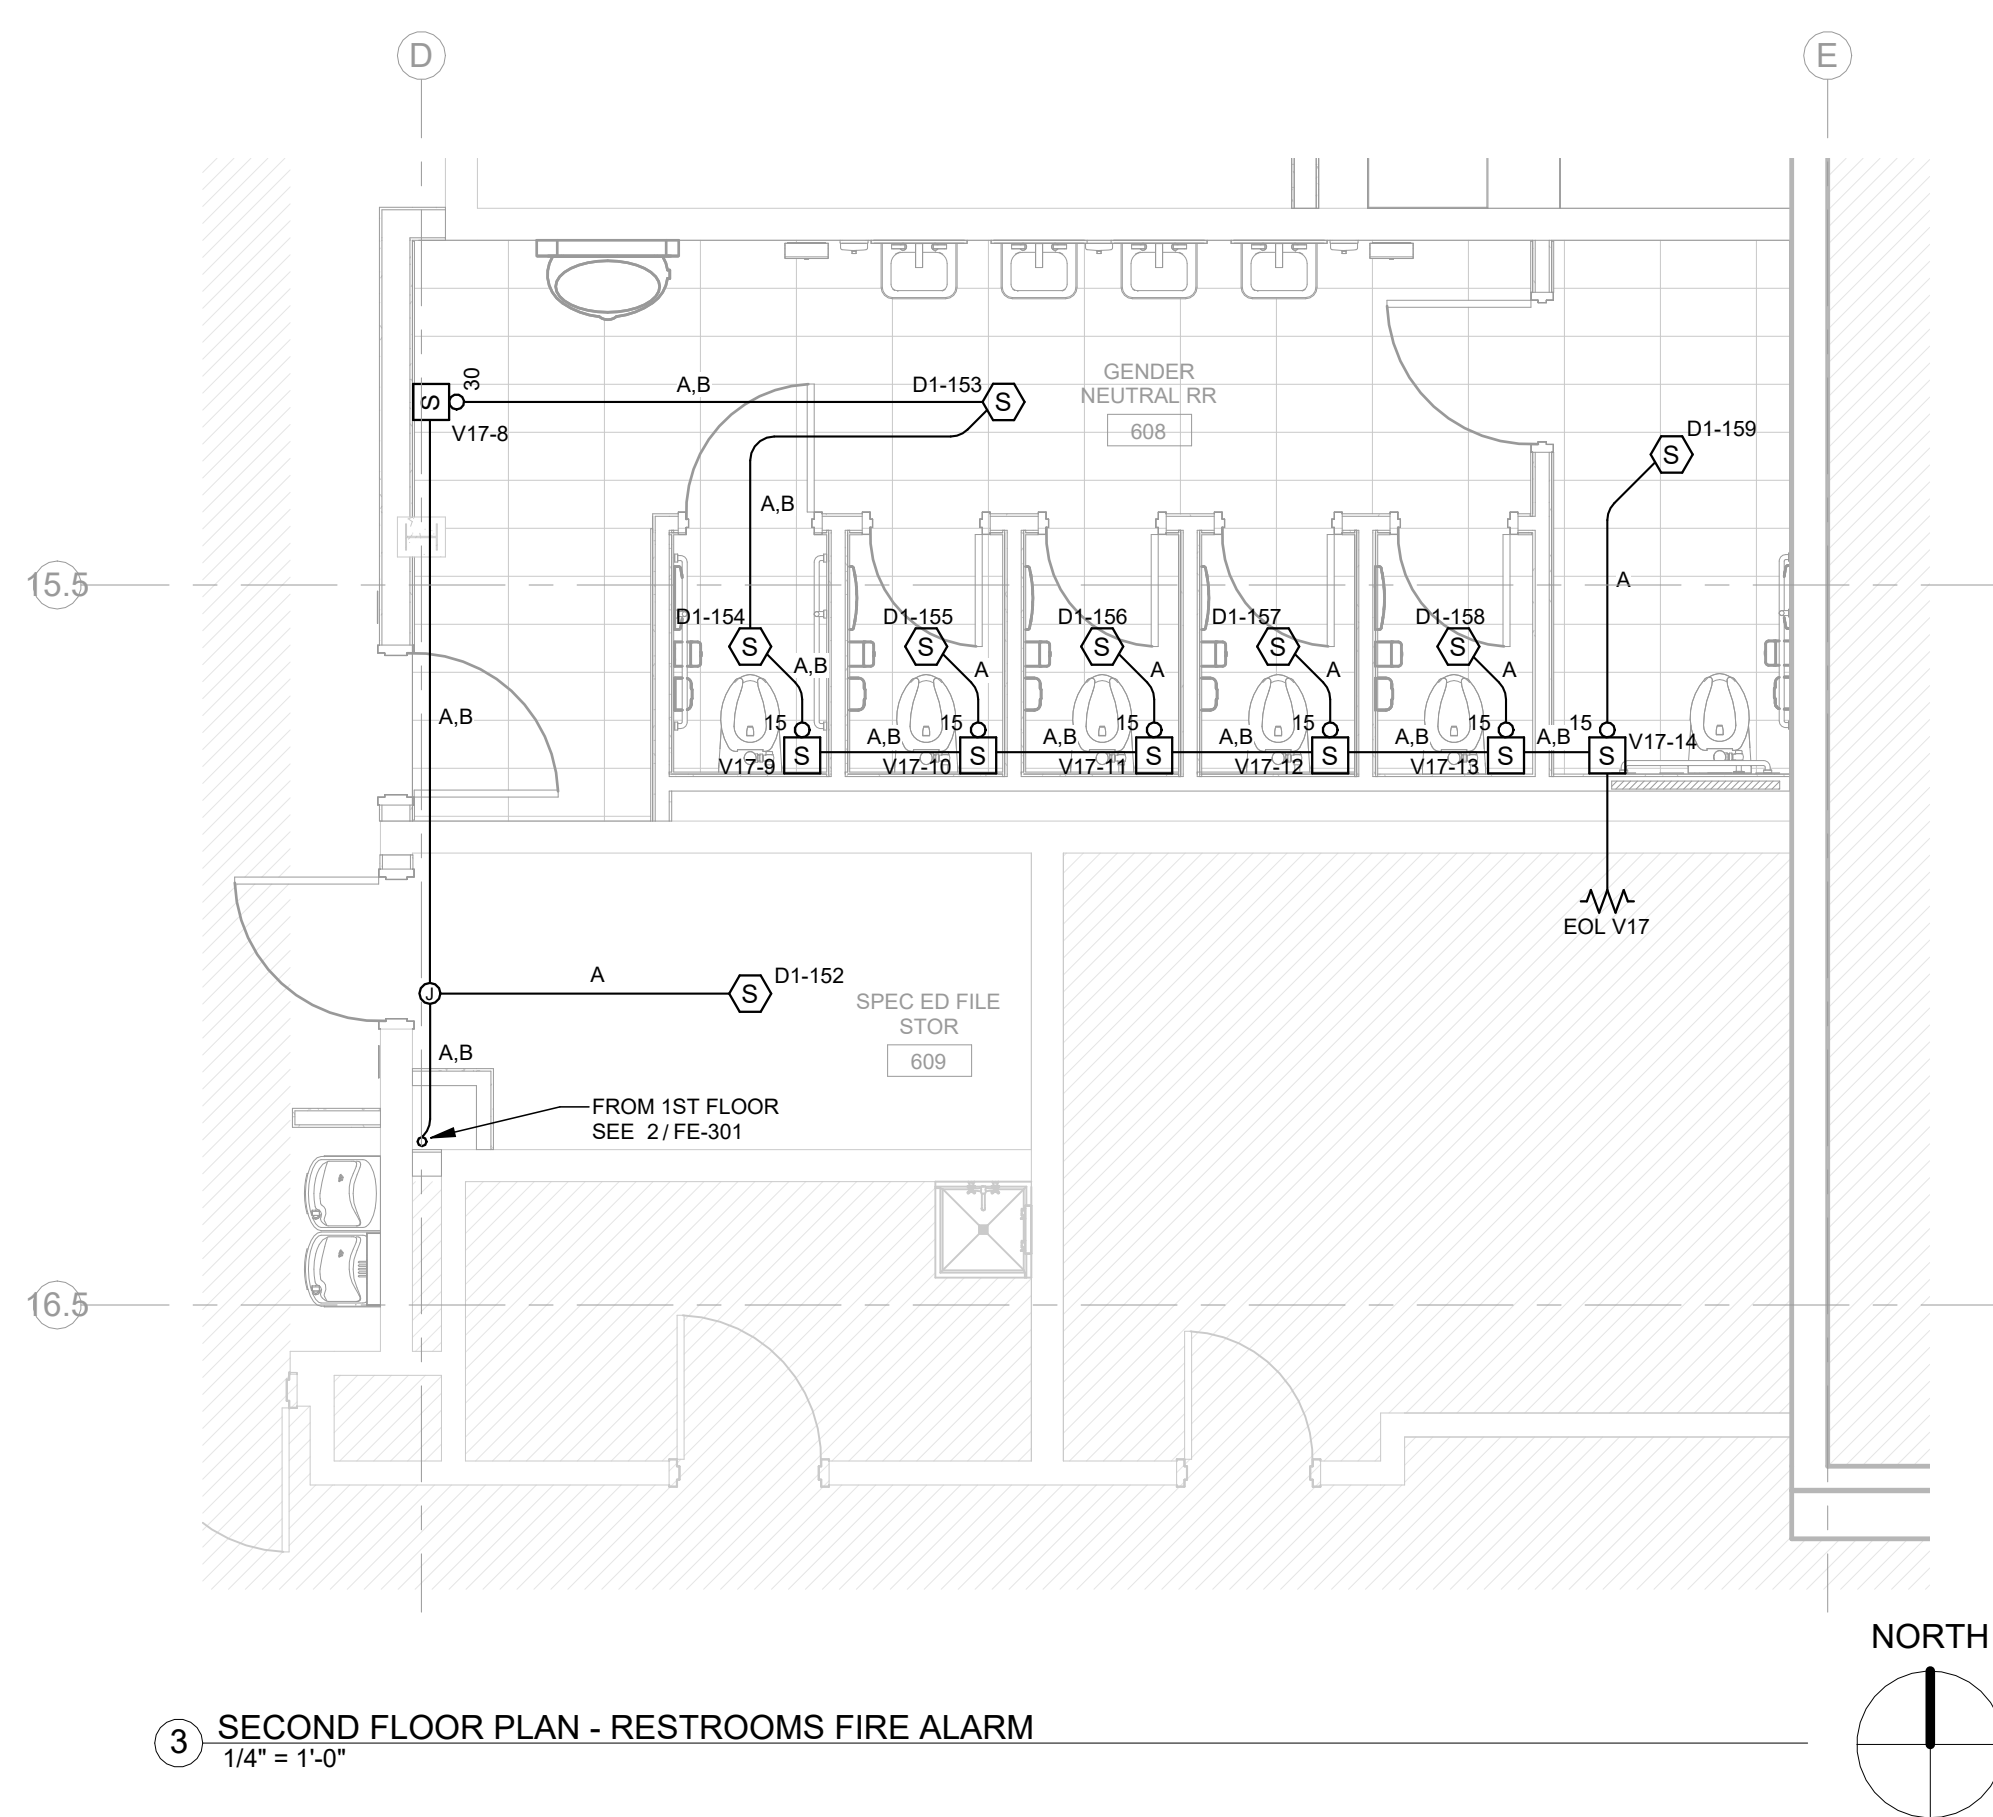 D
E
30
A,B
D1-153
S
S
V17-8
GENDER
NEUTRAL RR
608
D1-159
S
A,B
15.5
A
D1-154
D1-155
D1-156
D1-157
D1-158
S
S
S
S
S
A,B
A
A
A
A
A,B
15
15
15
15
15
15
A,B
A,B
A,B
A,B
A,B
V17-14
S
S
S
S
S
S
V17-9
V17-10
V17-11
V17-12
V17-13
EOL V17
A
D1-152
J
S
SPEC ED FILE
STOR
609
A,B
FROM 1ST FLOOR
SEE 2 / FE-301
16.5
NORTH
3
SECOND FLOOR PLAN - RESTROOMS FIRE ALARM
1/4" = 1'-0"